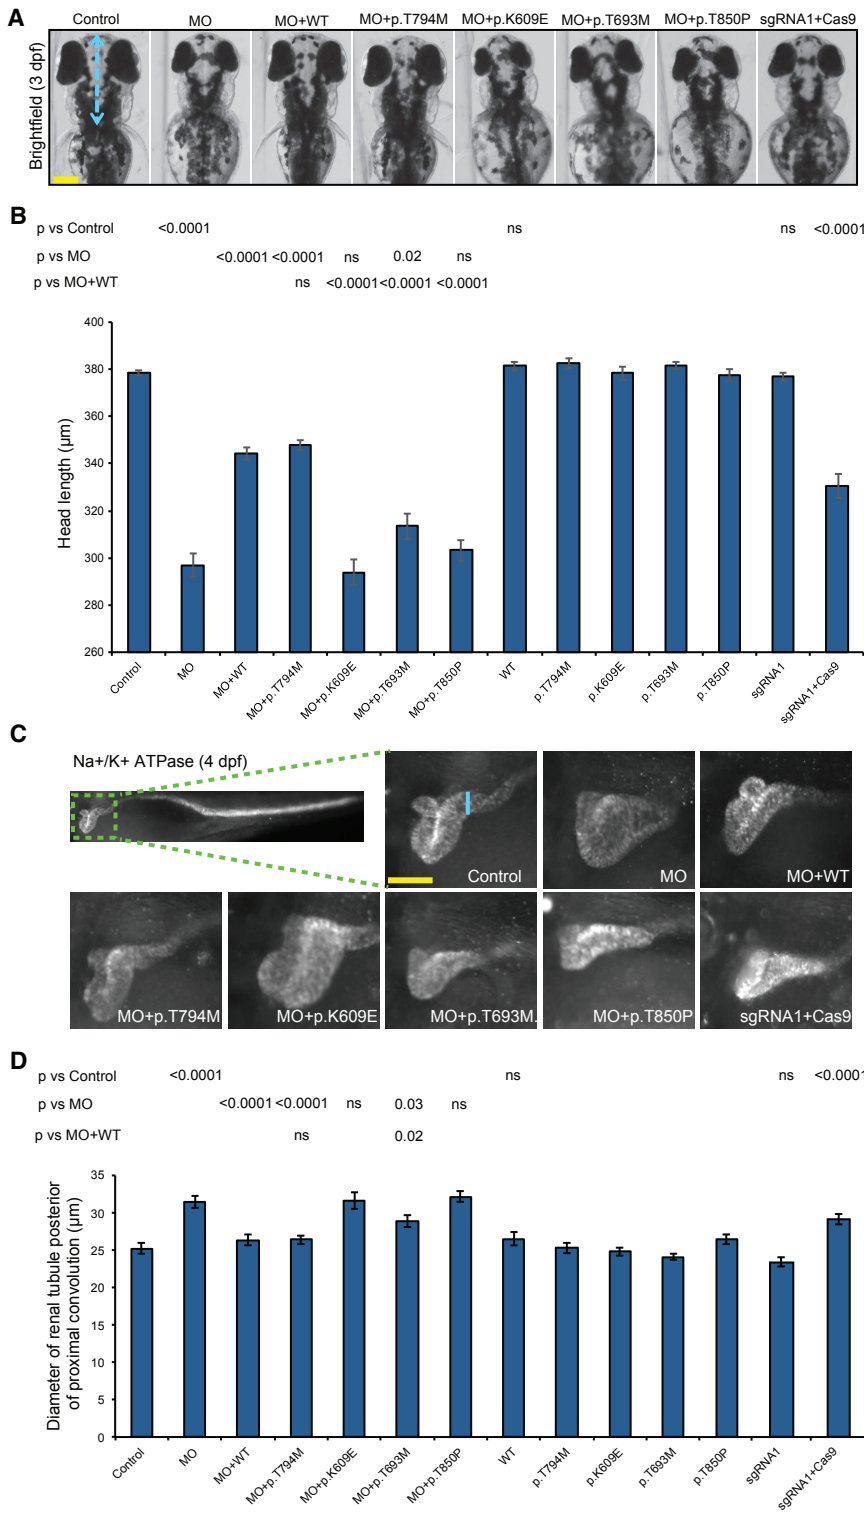 A
Control MO MO+WT MO+p.T794M MO+p.K609E MO+p.T693M MO+p.T850P sgRNA1+Cas9
Brightfield (3 dpf)
B
p vs Control <0.0001 ns ns <0.0001
p vs MO <0.0001 <0.0001 ns 0.02 ns
p vs MO+WT ns <0.0001 <0.0001 <0.0001
Head length (µm)
400
380
360
340
320
300
280
260
Control MO MO+WT MO+p.T794M MO+p.K609E MO+p.T693M MO+p.T850P WT p.T794M p.K609E p.T693M p.T850P sgRNA1 sgRNA1+Cas9
C
Na+/K+ ATPase (4 dpf)
Control MO MO+WT
MO+p.T794M MO+p.K609E MO+p.T693M. MO+p.T850P sgRNA1+Cas9
D
p vs Control <0.0001 ns ns <0.0001
p vs MO <0.0001 <0.0001 ns 0.03 ns
p vs MO+WT ns 0.02
Diameter of renal tubule posterior
of proximal convolution (µm)
35
30
25
20
15
10
5
0
Control MO MO+WT MO+p.T794M MO+p.K609E MO+p.T693M MO+p.T850P WT p.T794M p.K609E p.T693M p.T850P sgRNA1 sgRNA1+Cas9